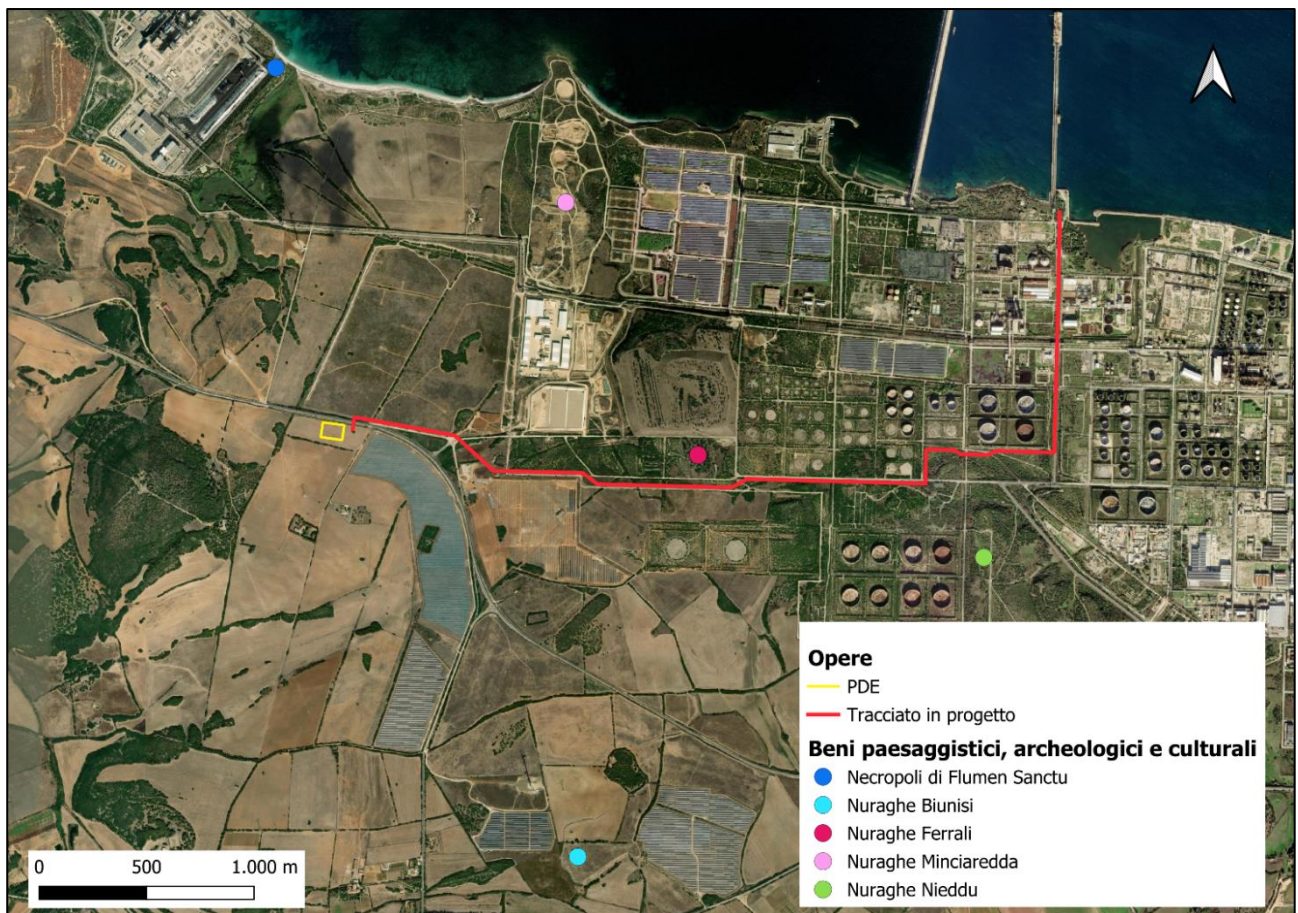 Opere
PDE
Tracciato in progetto
Beni paesaggistici, archeologici e culturali
Necropoli di Flumen Sanctu
Nuraghe Biunisi
Nuraghe Ferrali
Nuraghe Minciaredda
Nuraghe Nieddu
0 500 1.000 m